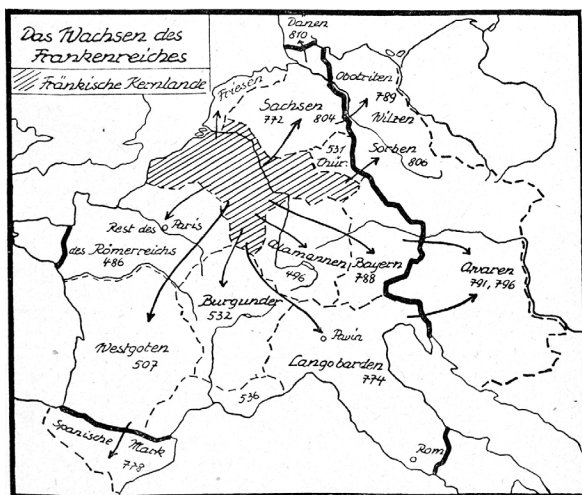 Das Wachsen des
Frankenreiches
Fränkische Kernlande
Dänen
810
Friesen
Obotriten
789
Wilzen
Sachsen
772
804
531
Thür.
Sorben
806
Rest des
Paris
des Römerreichs
486
Alamannen
496
Bayern
788
Awaren
791, 796
Burgunder
532
Pavia
Westgoten
507
Langobarden
774
536
Spanische
Mark
778
Rom